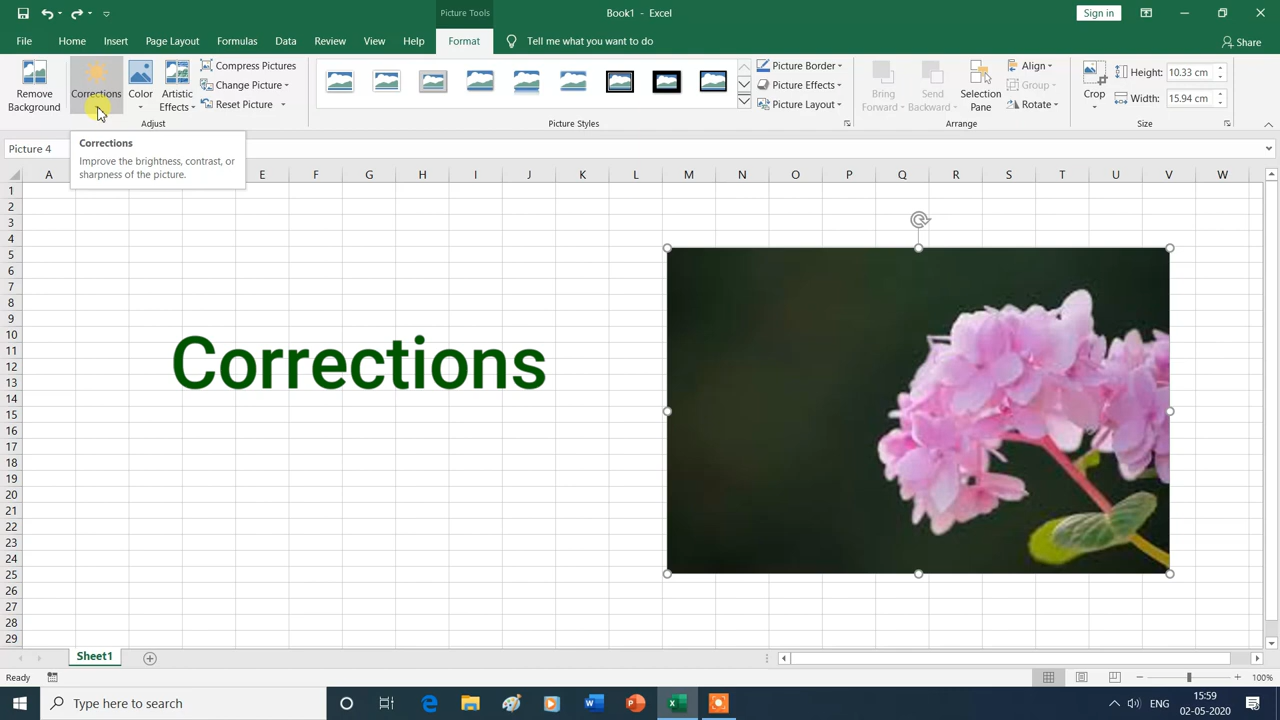 Picture Tools
Book1 - Excel
Sign in
File Home Insert Page Layout Formulas Data Review View Help Format Tell me what you want to do Share
Remove Background
Corrections
Color
Artistic Effects
Compress Pictures
Change Picture
Reset Picture
Adjust
Picture Border
Picture Effects
Picture Layout
Picture Styles
Bring Forward
Send Backward
Selection Pane
Align
Group
Rotate
Arrange
Crop
Height: 10.33 cm
Width: 15.94 cm
Size
Picture 4
Corrections
Improve the brightness, contrast, or
sharpness of the picture.
A E F G H I J K L M N O P Q R S T U V W
1
2
3
4
5
6
7
8
9
10
11
12
13
14
15
16
17
18
19
20
21
22
23
24
25
26
27
28
29
Corrections
Sheet1
Ready
100%
Type here to search
ENG
15:59
02-05-2020